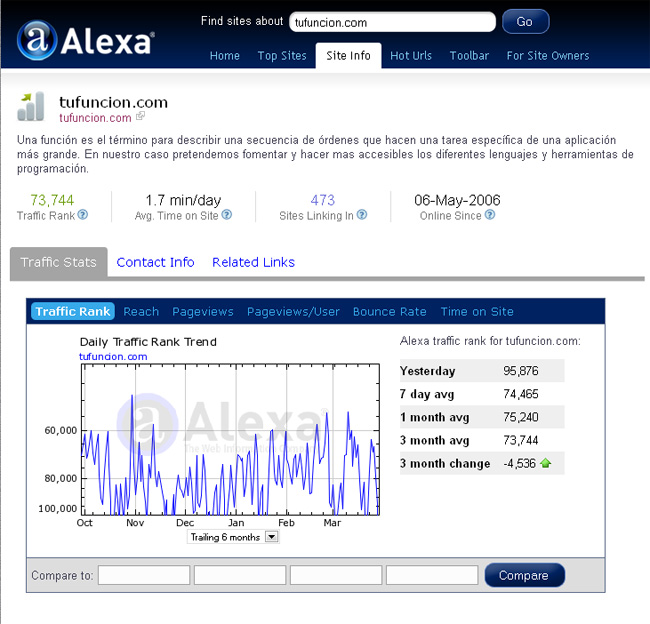 Find sites about tufuncion.com Go
Alexa®
Home Top Sites Site Info Hot Urls Toolbar For Site Owners
tufuncion.com
tufuncion.com
Una función es el término para describir una secuencia de órdenes que hacen una tarea específica de una aplicación
más grande. En nuestro caso pretendemos fomentar y hacer mas accesibles los diferentes lenguajes y herramientas de
programación.
73,744 1.7 min/day 473 06-May-2006
Traffic Rank ? Avg. Time on Site ? Sites Linking In ? Online Since ?
Traffic Stats Contact Info Related Links
Traffic Rank Reach Pageviews Pageviews/User Bounce Rate Time on Site
Daily Traffic Rank Trend
tufuncion.com
Alexa
The Web
60,000
80,000
100,000
Oct Nov Dec Jan Feb Mar
Trailing 6 months
Alexa traffic rank for tufuncion.com:
Yesterday 95,876
7 day avg 74,465
1 month avg 75,240
3 month avg 73,744
3 month change -4,536
Compare to: Compare